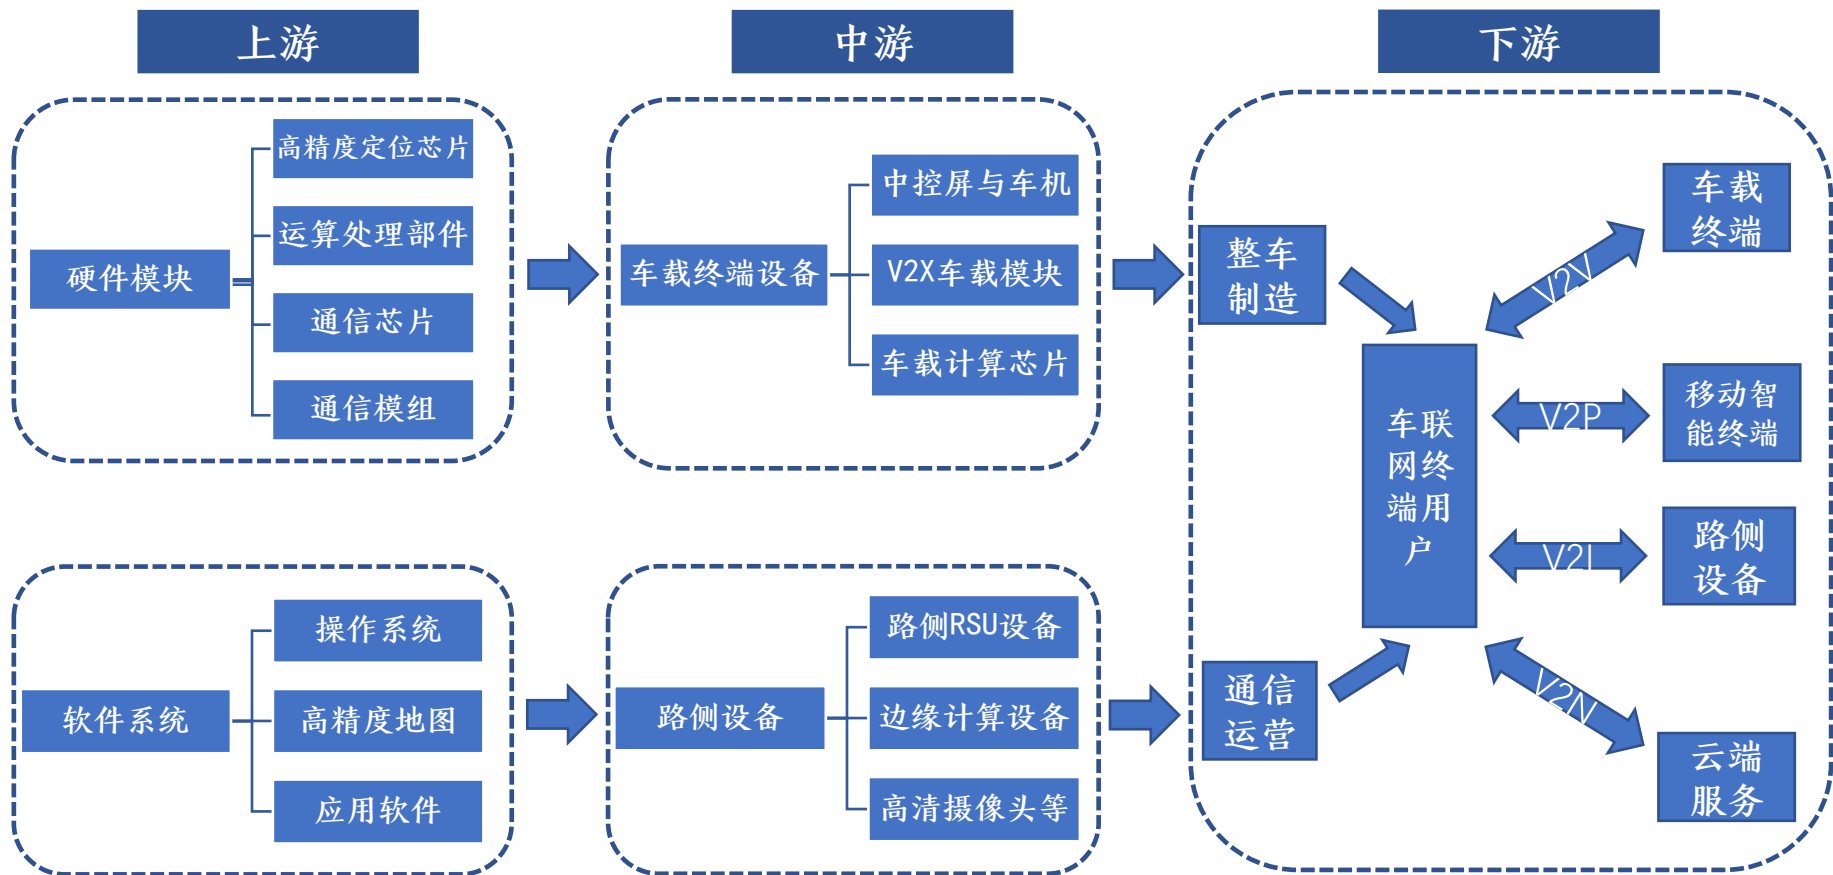 上游
中游
下游
硬件模块
高精度定位芯片
运算处理部件
通信芯片
通信模组
软件系统
操作系统
高精度地图
应用软件
车载终端设备
中控屏与车机
V2X车载模块
车载计算芯片
路侧设备
路侧RSU设备
边缘计算设备
高清摄像头等
整车
制造
通信
运营
车联
网终
端用
户
V2V
V2P
V2I
V2N
车载
终端
移动智
能终端
路侧
设备
云端
服务